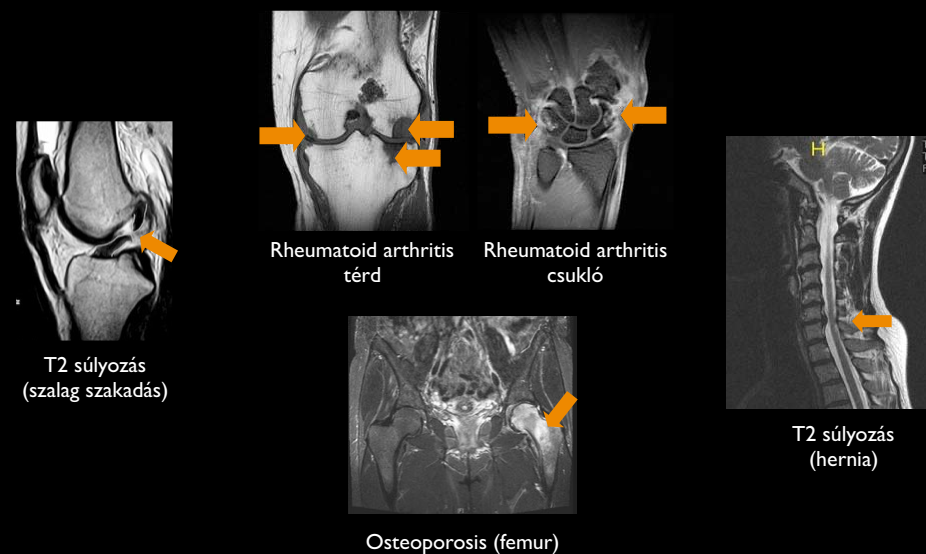 Rheumatoid arthritis
térd
Rheumatoid arthritis
csukló
H
T2 súlyozás
(szalag szakadás)
T2 súlyozás
(hernia)
Osteoporosis (femur)